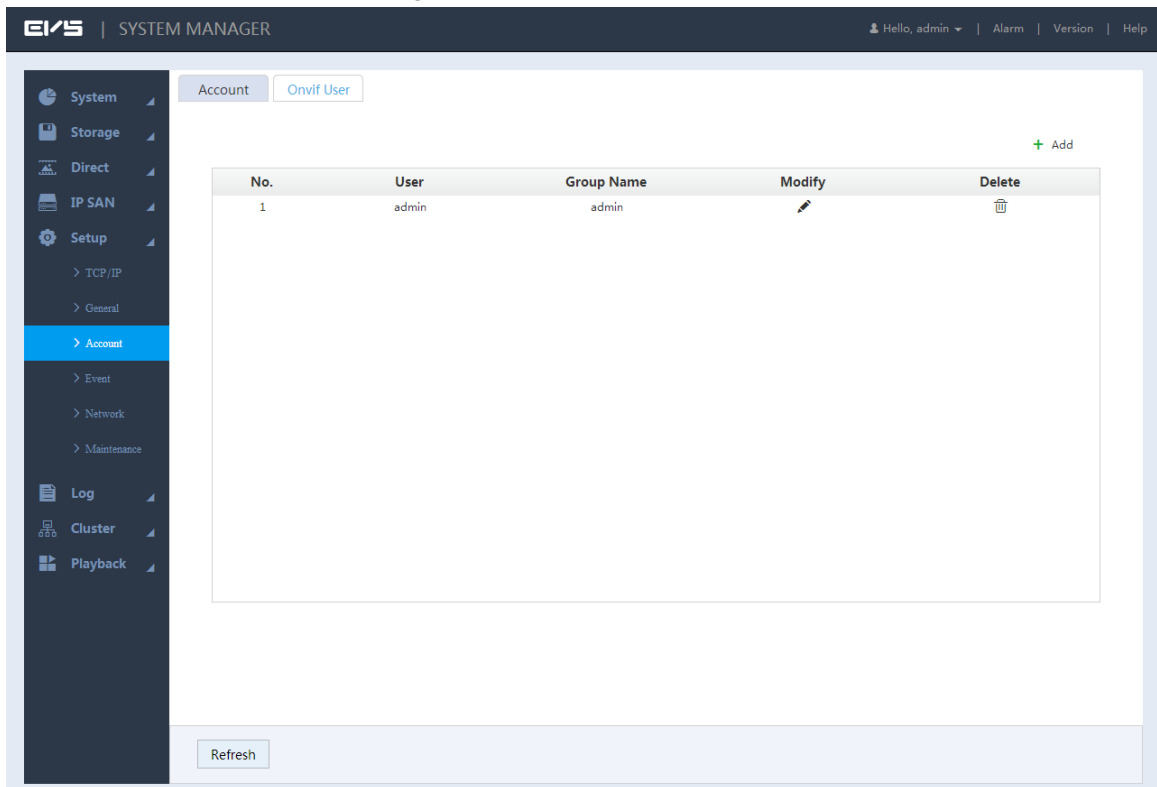 EVS | SYSTEM MANAGER
Hello, admin | Alarm | Version | Help
System
Storage
Direct
IP SAN
Setup
> TCP/IP
> General
> Account
> Event
> Network
> Maintenance
Log
Cluster
Playback
Account Onvif User
+ Add
No. User Group Name Modify Delete
1 admin admin
Refresh